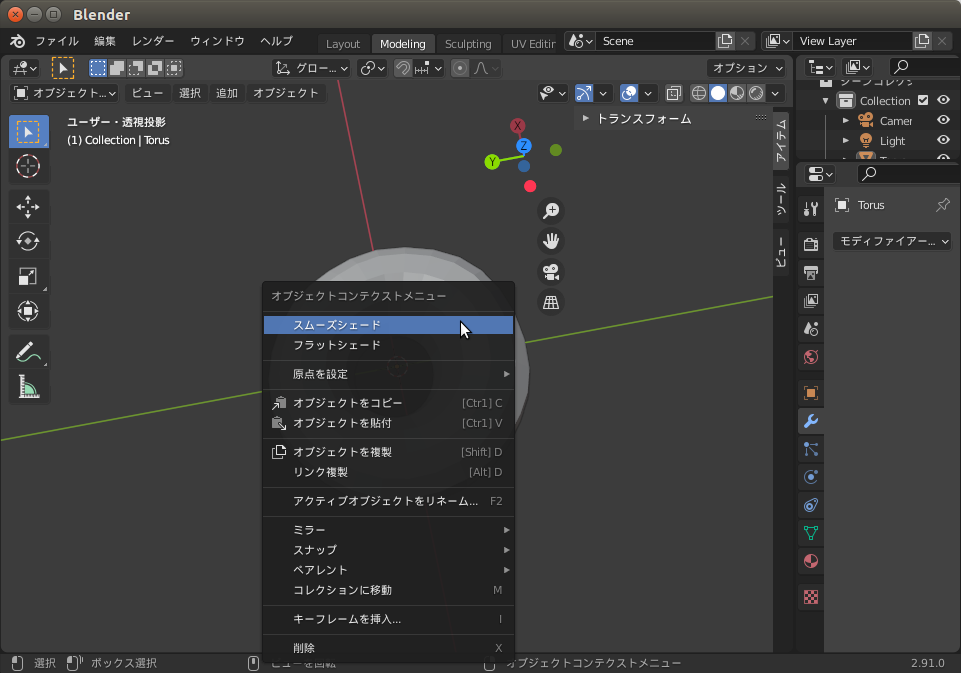 Blender
ファイル 編集 レンダー ウィンドウ ヘルプ Layout Modeling Sculpting UV Editin Scene View Layer
グロー... オプション
オブジェクト... ビュー 選択 追加 オブジェクト
ユーザー・透視投影
(1) Collection | Torus
X
Z
Y
トランスフォーム
アイテム
ツール
ビュー
シーンコレクシ
Collection
Camer
Light
Torus
モディファイアー...
オブジェクトコンテクストメニュー
スムーズシェード
フラットシェード
原点を設定
オブジェクトをコピー [Ctr1] C
オブジェクトを貼付 [Ctr1] V
オブジェクトを複製 [Shift] D
リンク複製 [Alt] D
アクティブオブジェクトをリネーム... F2
ミラー
スナップ
ペアレント
コレクションに移動 M
キーフレームを挿入... I
削除 X
選択 ボックス選択 ビューを回転 オブジェクトコンテクストメニュー 2.91.0